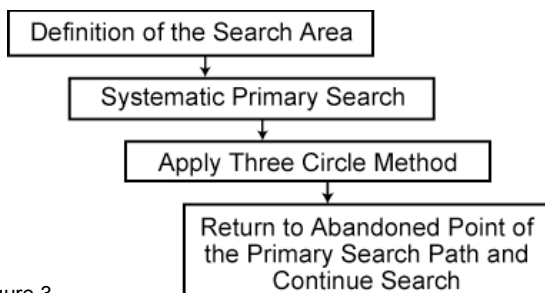 Definition of the Search Area
Systematic Primary Search
Apply Three Circle Method
Return to Abandoned Point of
the Primary Search Path and
Continue Search